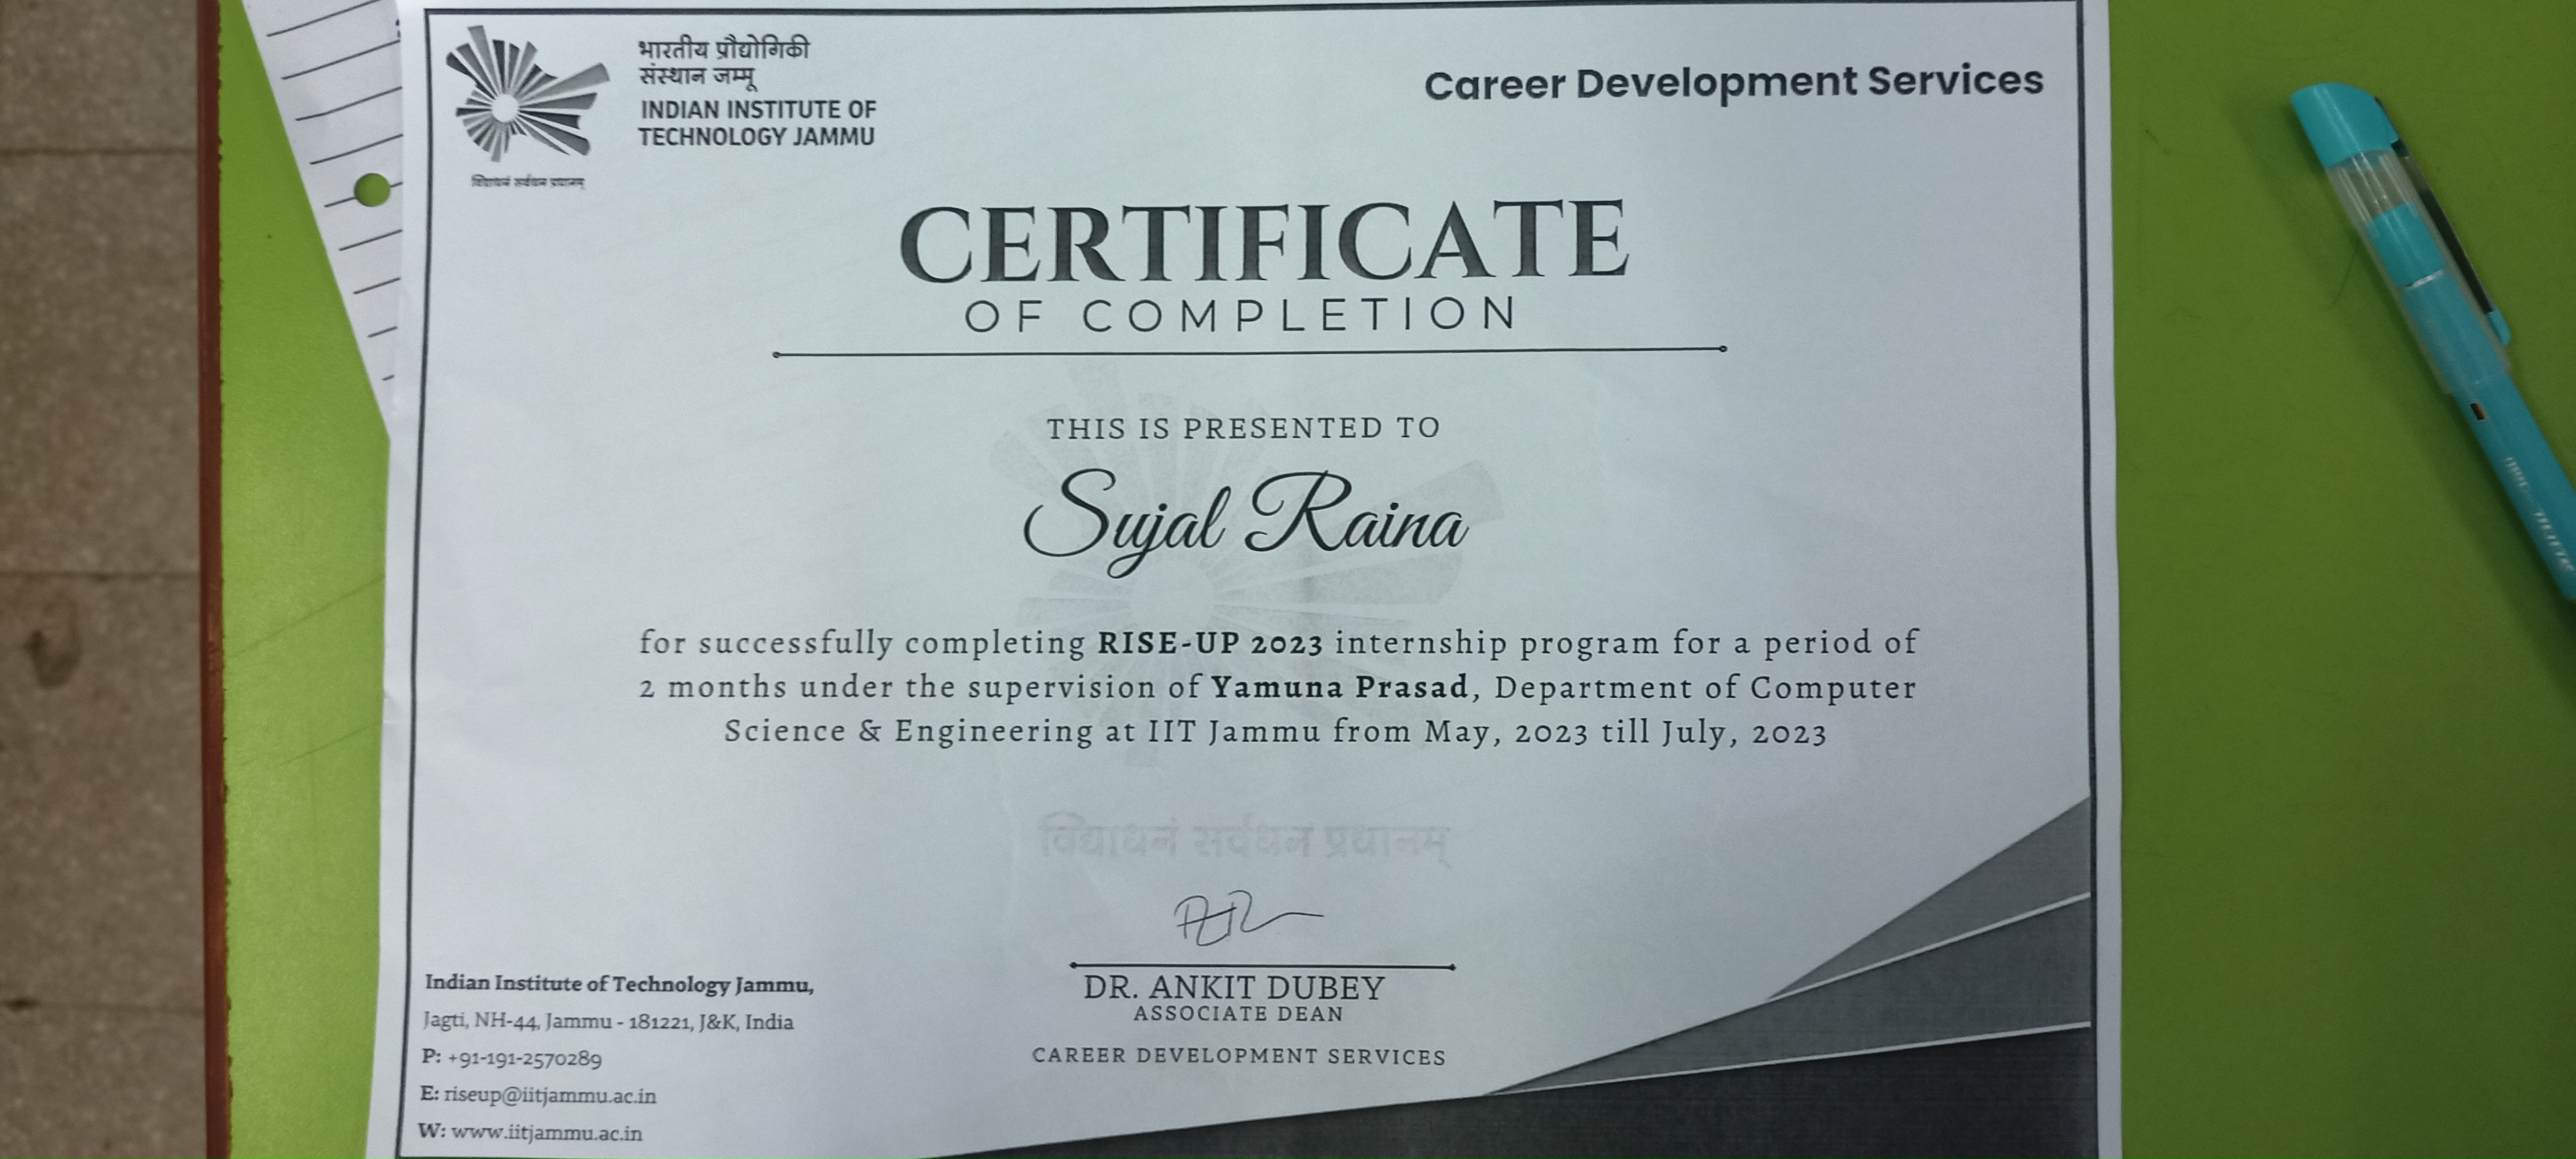 भारतीय प्रौद्योगिकी
संस्थान जम्मू
INDIAN INSTITUTE OF
TECHNOLOGY JAMMU
विद्याधनं सर्वधन प्रधानम्
Career Development Services
CERTIFICATE
OF COMPLETION
THIS IS PRESENTED TO
Sujal Raina
for successfully completing RISE-UP 2023 internship program for a period of
2 months under the supervision of Yamuna Prasad, Department of Computer
Science & Engineering at IIT Jammu from May, 2023 till July, 2023
विद्याधनं सर्वधन प्रधानम्
DR. ANKIT DUBEY
ASSOCIATE DEAN
CAREER DEVELOPMENT SERVICES
Indian Institute of Technology Jammu,
Jagti, NH-44, Jammu - 181221, J&K, India
P: +91-191-2570289
E: riseup@iitjammu.ac.in
W: www.iitjammu.ac.in